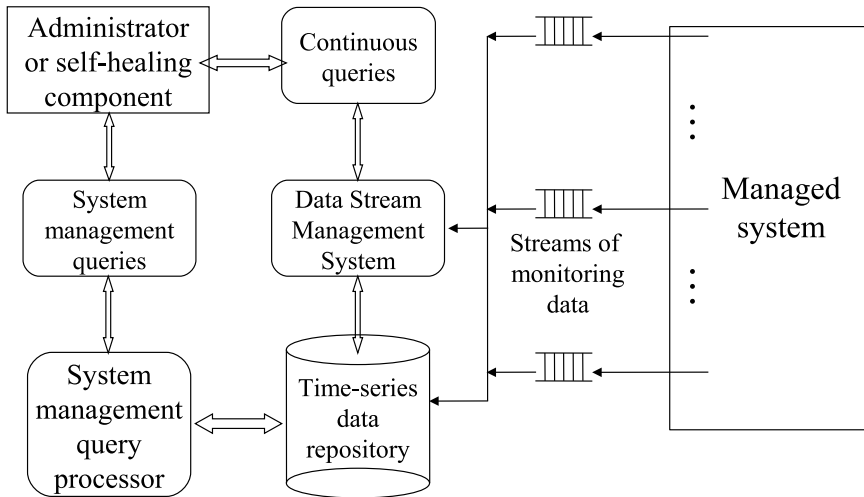 Administrator
or self-healing
component
Continuous
queries
System
management
queries
Data Stream
Management
System
Streams of
monitoring
data
Managed
system
System
management
query
processor
Time-series
data
repository